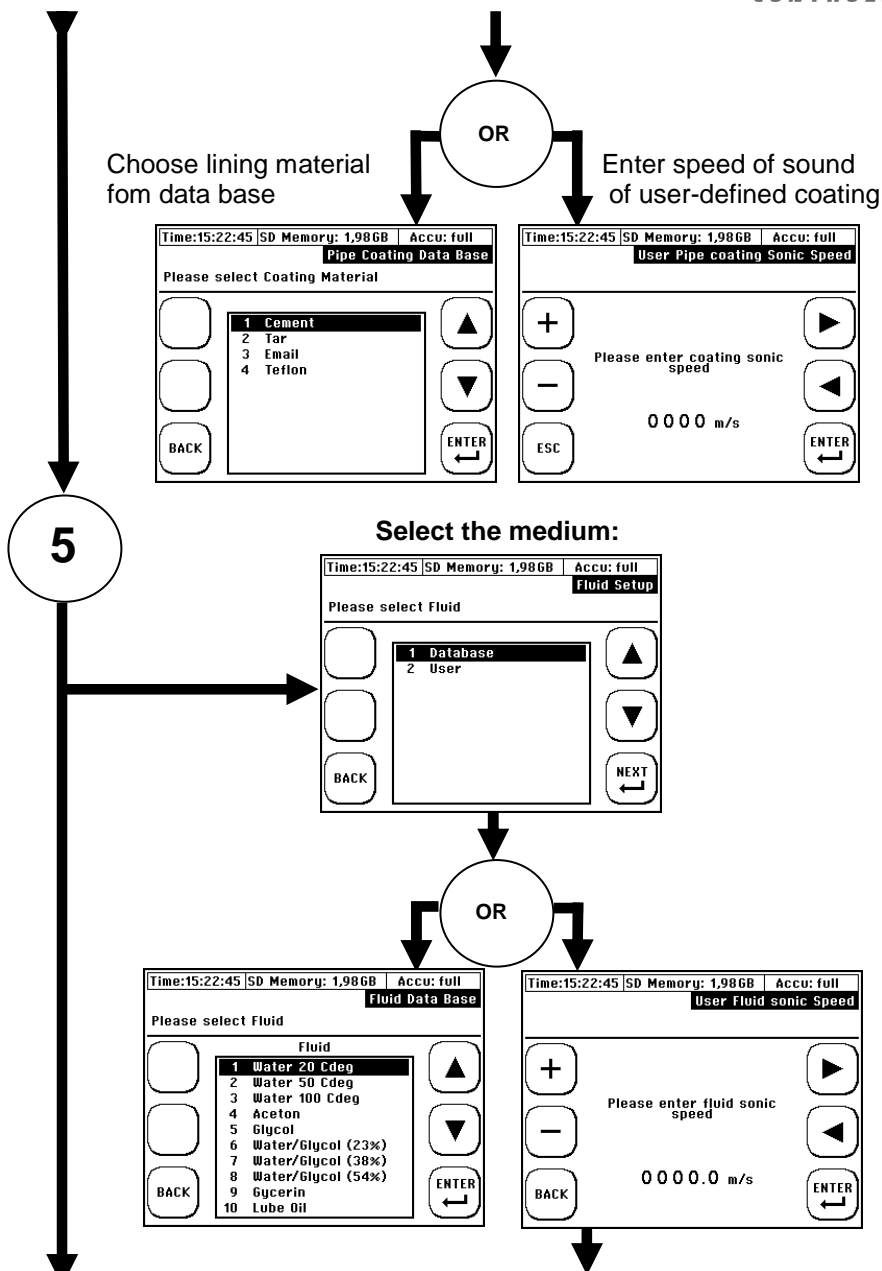 OR
Choose lining material
fom data base
Enter speed of sound
of user-defined coating
Time:15:22:45 SD Memory: 1,98GB Accu: full
Pipe Coating Data Base
Please select Coating Material
1 Cement
2 Tar
3 Email
4 Teflon
BACK
ENTER
Time:15:22:45 SD Memory: 1,98GB Accu: full
User Pipe coating Sonic Speed
+
Please enter coating sonic
speed
−
0000 m/s
ESC
ENTER
5
Select the medium:
Time:15:22:45 SD Memory: 1,98GB Accu: full
Fluid Setup
Please select Fluid
1 Database
2 User
BACK
NEXT
OR
Time:15:22:45 SD Memory: 1,98GB Accu: full
Fluid Data Base
Please select Fluid
Fluid
1 Water 20 Cdeg
2 Water 50 Cdeg
3 Water 100 Cdeg
4 Aceton
5 Glycol
6 Water/Glycol (23%)
7 Water/Glycol (38%)
8 Water/Glycol (54%)
9 Gycerin
10 Lube Oil
BACK
ENTER
Time:15:22:45 SD Memory: 1,98GB Accu: full
User Fluid sonic Speed
+
Please enter fluid sonic
speed
−
0000.0 m/s
BACK
ENTER